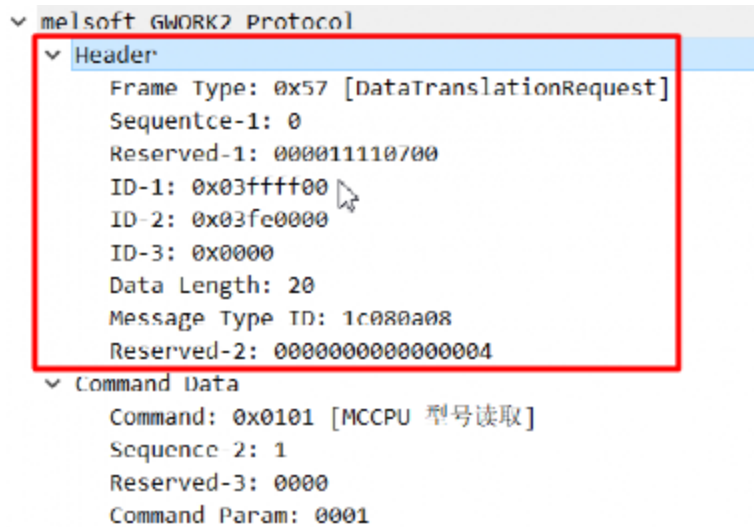 melsoft GWORK2 Protocol
Header
Frame Type: 0x57 [DataTranslationRequest]
Sequentce-1: 0
Reserved-1: 000011110700
ID-1: 0x03ffff00
ID-2: 0x03fe0000
ID-3: 0x0000
Data Length: 20
Message Type ID: 1c080a08
Reserved-2: 0000000000000004
Command Data
Command: 0x0101 [MCCPU 型号读取]
Sequence-2: 1
Reserved-3: 0000
Command Param: 0001